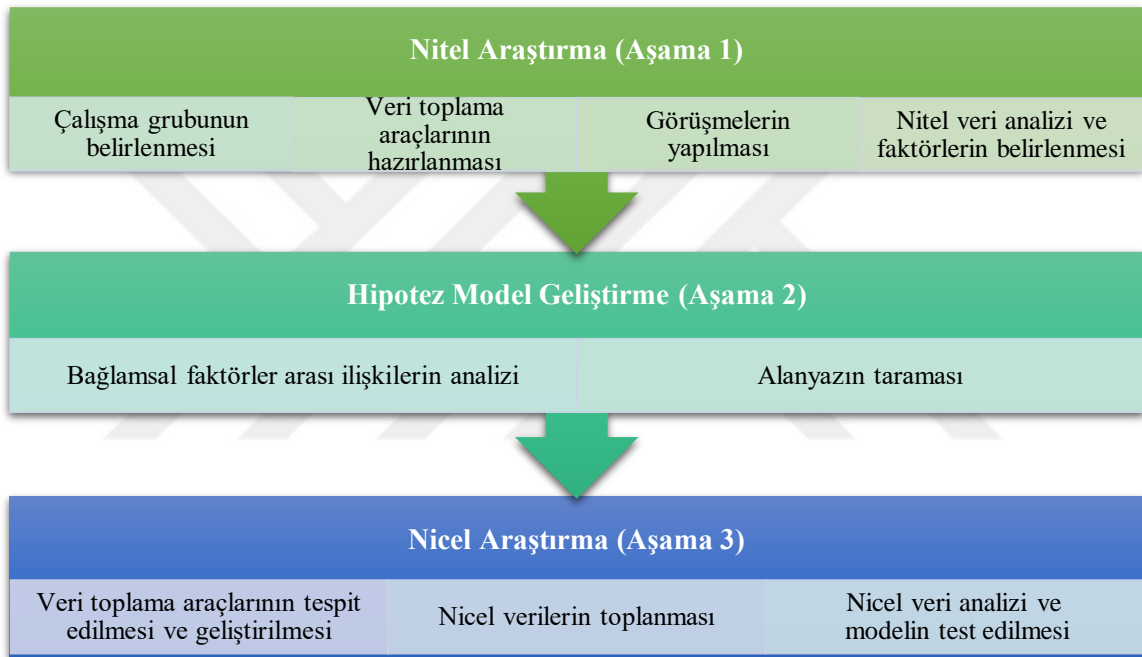 Nitel Araştırma (Aşama 1)
Çalışma grubunun
belirlenmesi
Veri toplama
araçlarının
hazırlanması
Görüşmelerin
yapılması
Nitel veri analizi ve
faktörlerin belirlenmesi
Hipotez Model Geliştirme (Aşama 2)
Bağlamsal faktörler arası ilişkilerin analizi
Alanyazın taraması
Nicel Araştırma (Aşama 3)
Veri toplama araçlarının tespit
edilmesi ve geliştirilmesi
Nicel verilerin toplanması
Nicel veri analizi ve
modelin test edilmesi